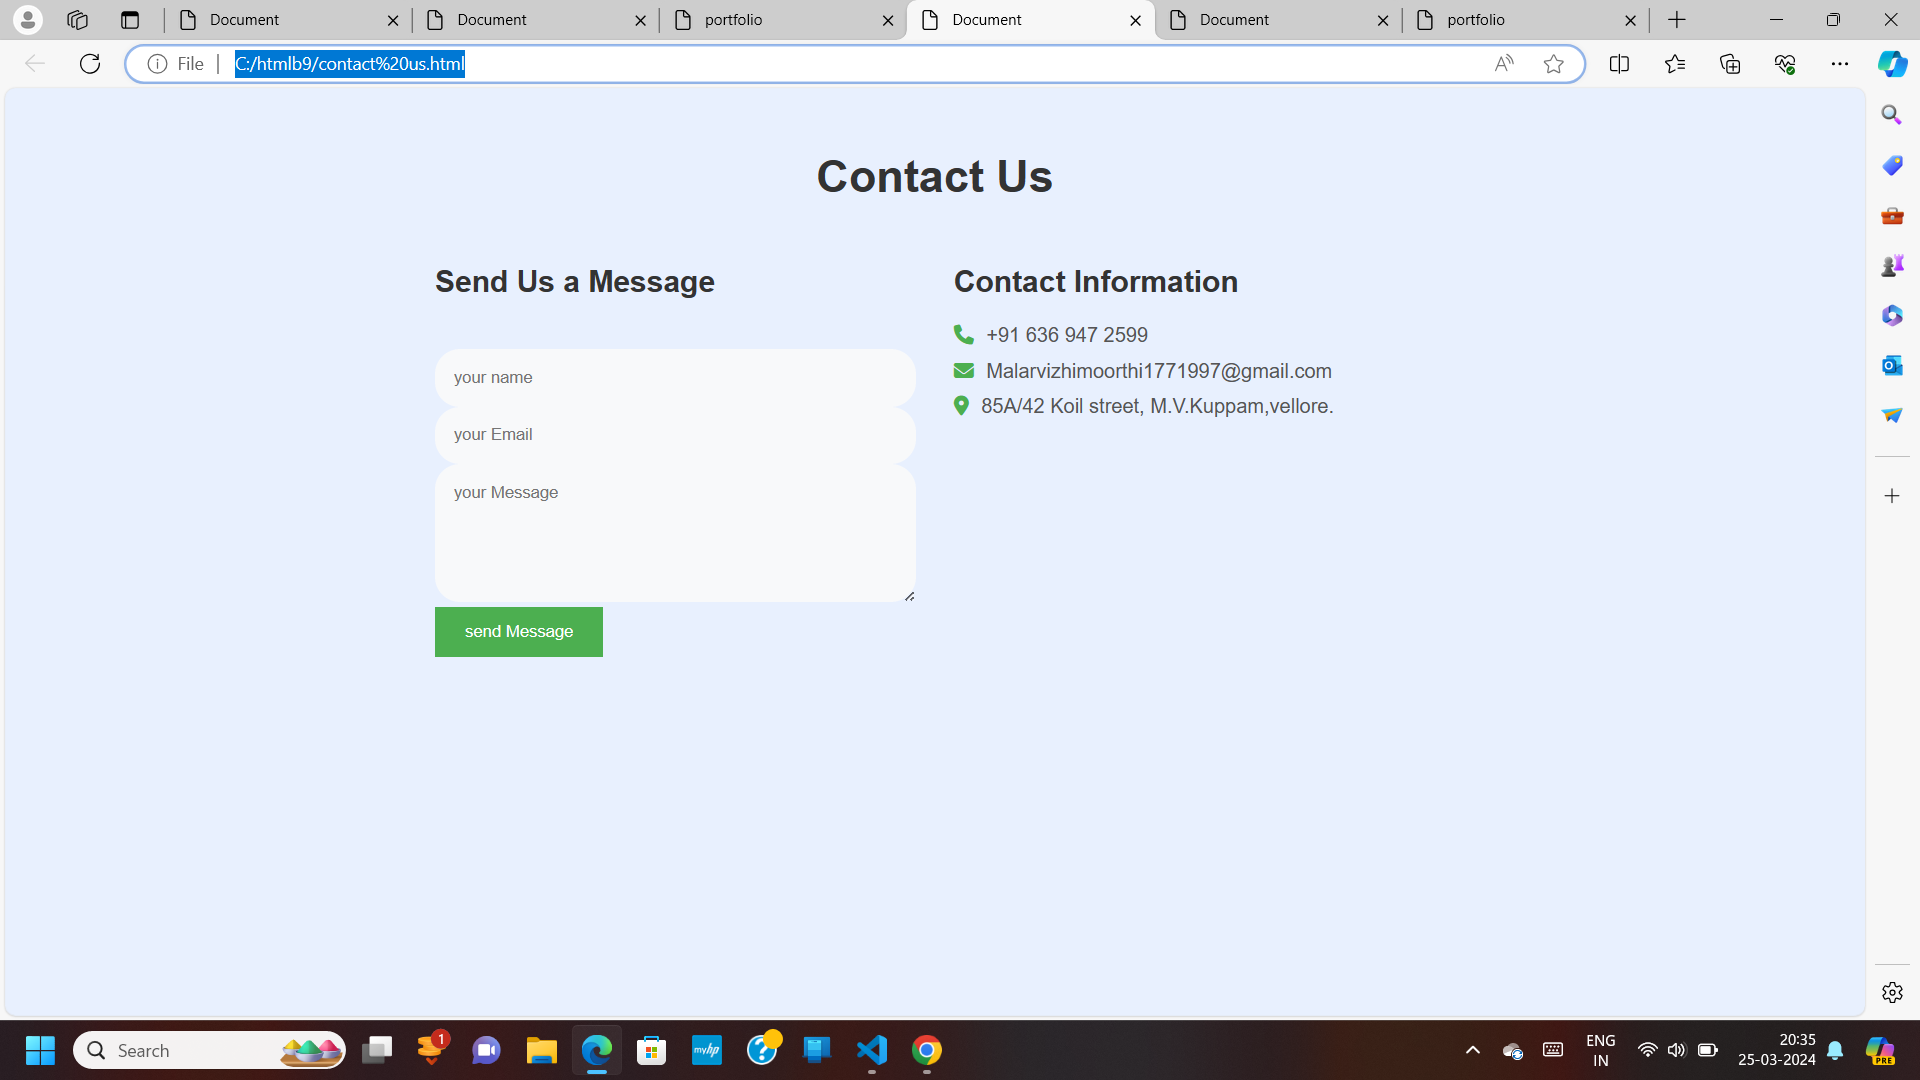 Document
Document
portfolio
Document
Document
portfolio
File
C:/htmlb9/contact%20us.html
Contact Us
Send Us a Message
your name
your Email
your Message
send Message
Contact Information
+91 636 947 2599
Malarvizhimoorthi1771997@gmail.com
85A/42 Koil street, M.V.Kuppam,vellore.
Search
1
myhp
ENG
IN
20:35
25-03-2024
PRE